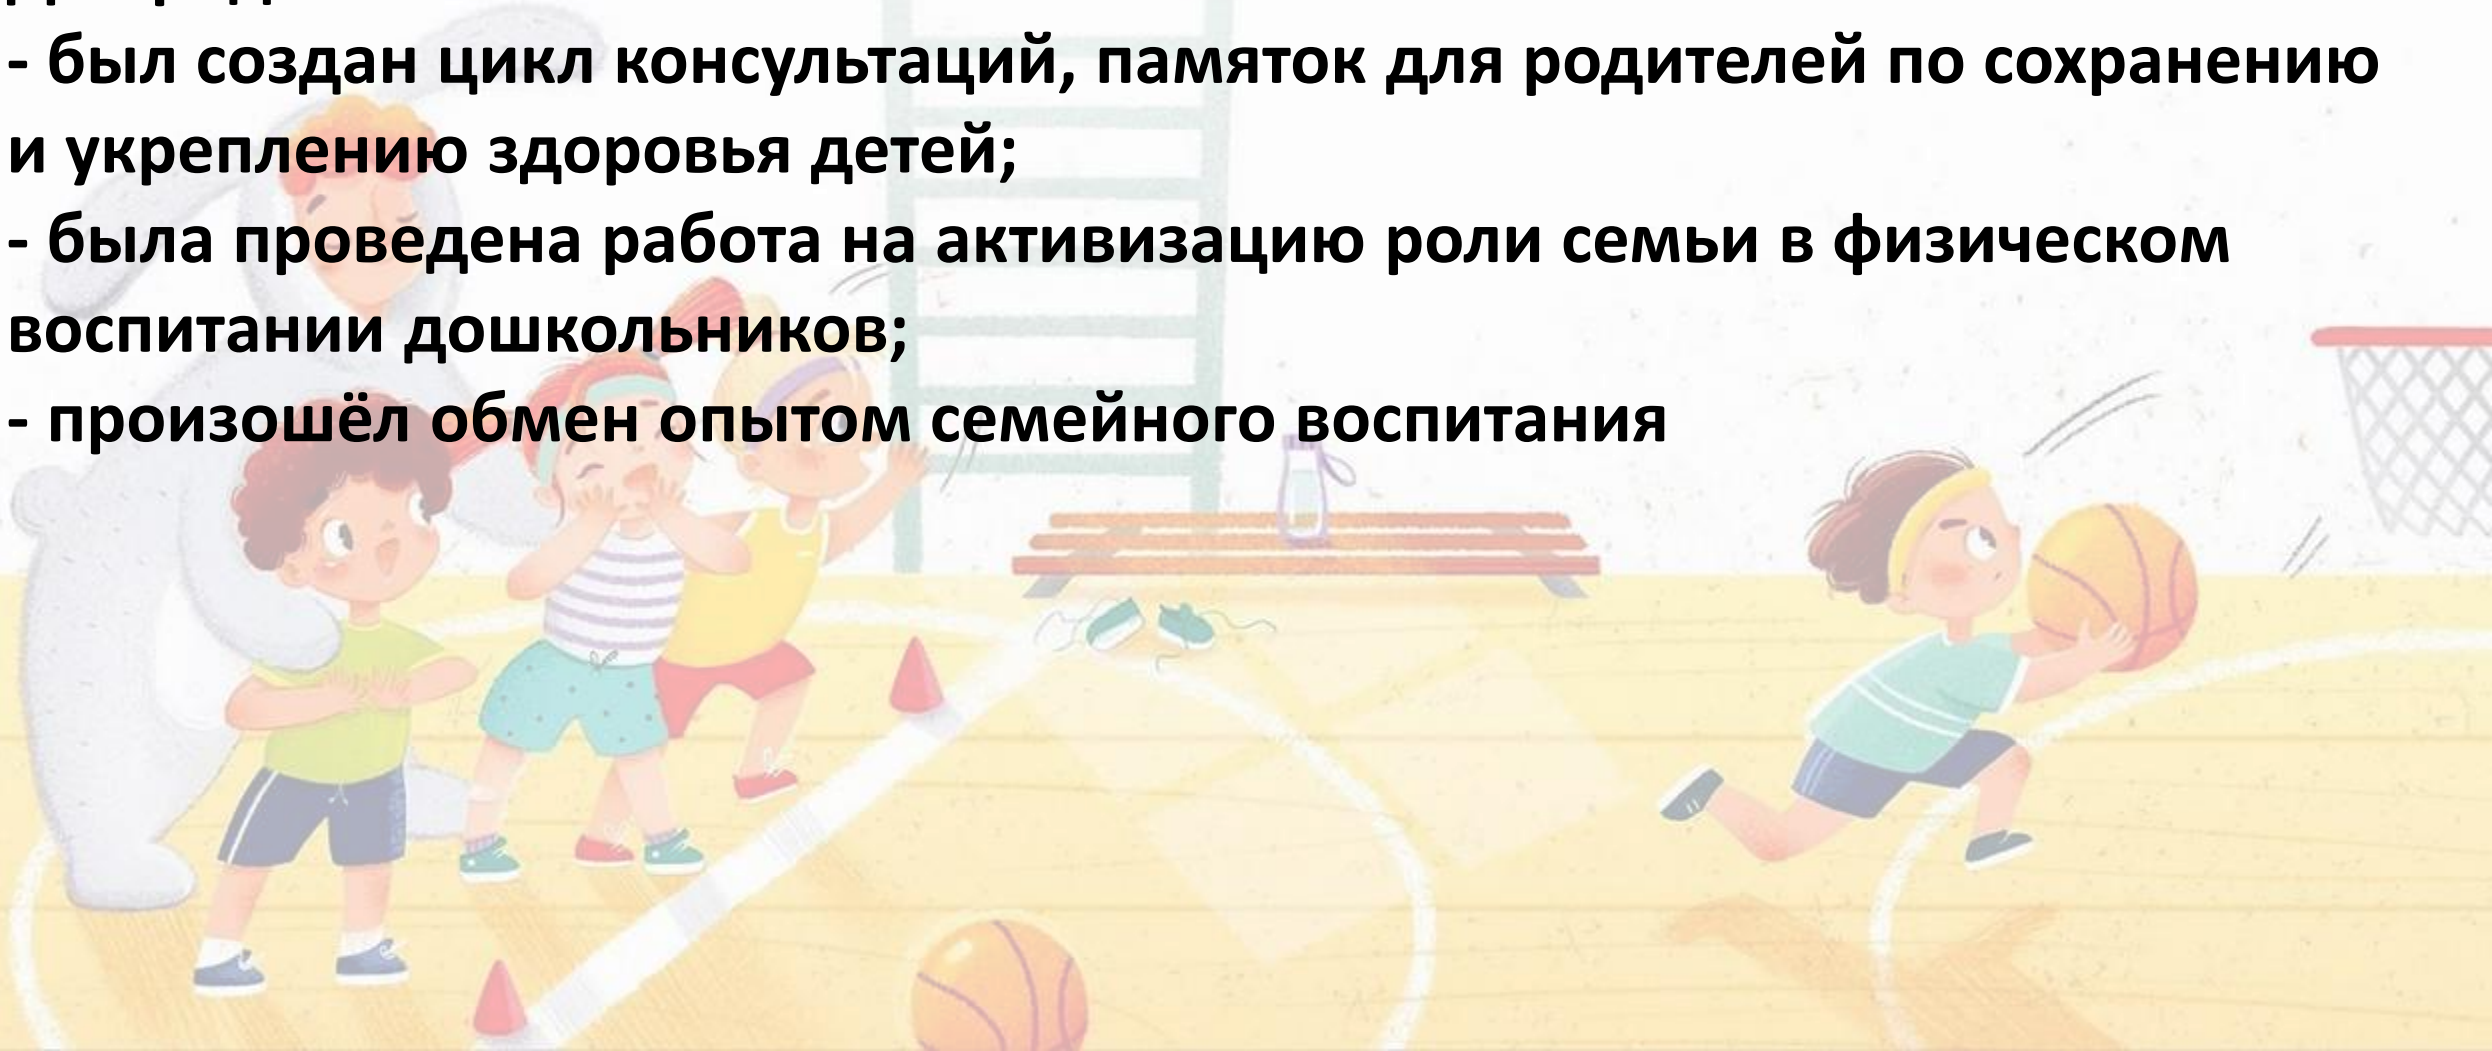 - был создан цикл консультаций, памяток для родителей по сохранению
и укреплению здоровья детей;
- была проведена работа на активизацию роли семьи в физическом
воспитании дошкольников;
- произошёл обмен опытом семейного воспитания